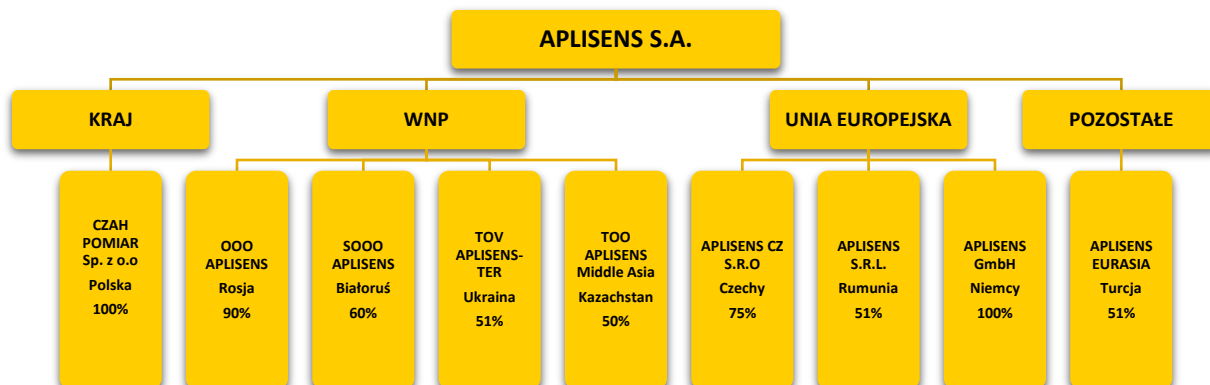 APLISENS S.A.
KRAJ
WNP
UNIA EUROPEJSKA
POZOSTAŁE
CZAH
POMIAR
Sp. z o.o
Polska
100%
OOO
APLISENS
Rosja
90%
SOOO
APLISENS
Białoruś
60%
TOV
APLISENS-
TER
Ukraina
51%
TOO
APLISENS
Middle Asia
Kazachstan
50%
APLISENS CZ
S.R.O
Czechy
75%
APLISENS
S.R.L.
Rumunia
51%
APLISENS
GmbH
Niemcy
100%
APLISENS
EURASIA
Turcja
51%